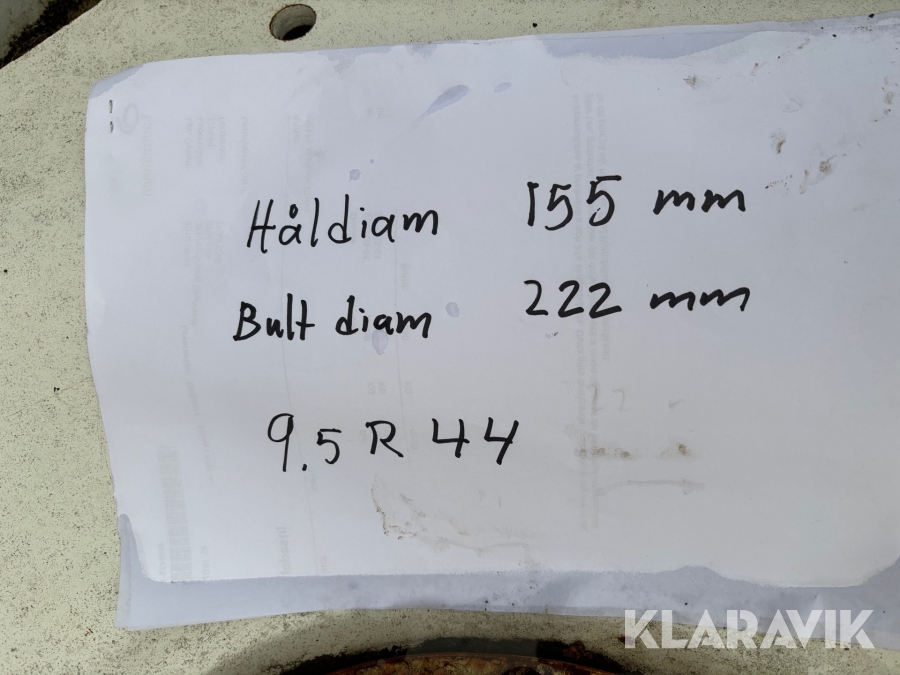 Håldiam 155 mm
Bult diam 222 mm
9.5 R 44
KLARAVIK